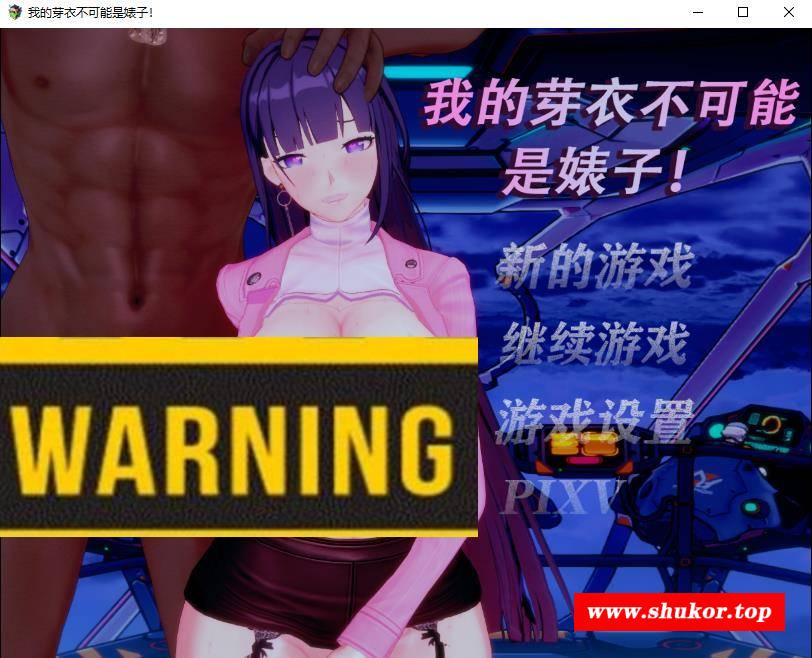 我的芽衣不可能是婊子!
我的芽衣不可能
是婊子!
新的游戏
继续游戏
游戏设置
PIXV
WARNING
www.shukor.top